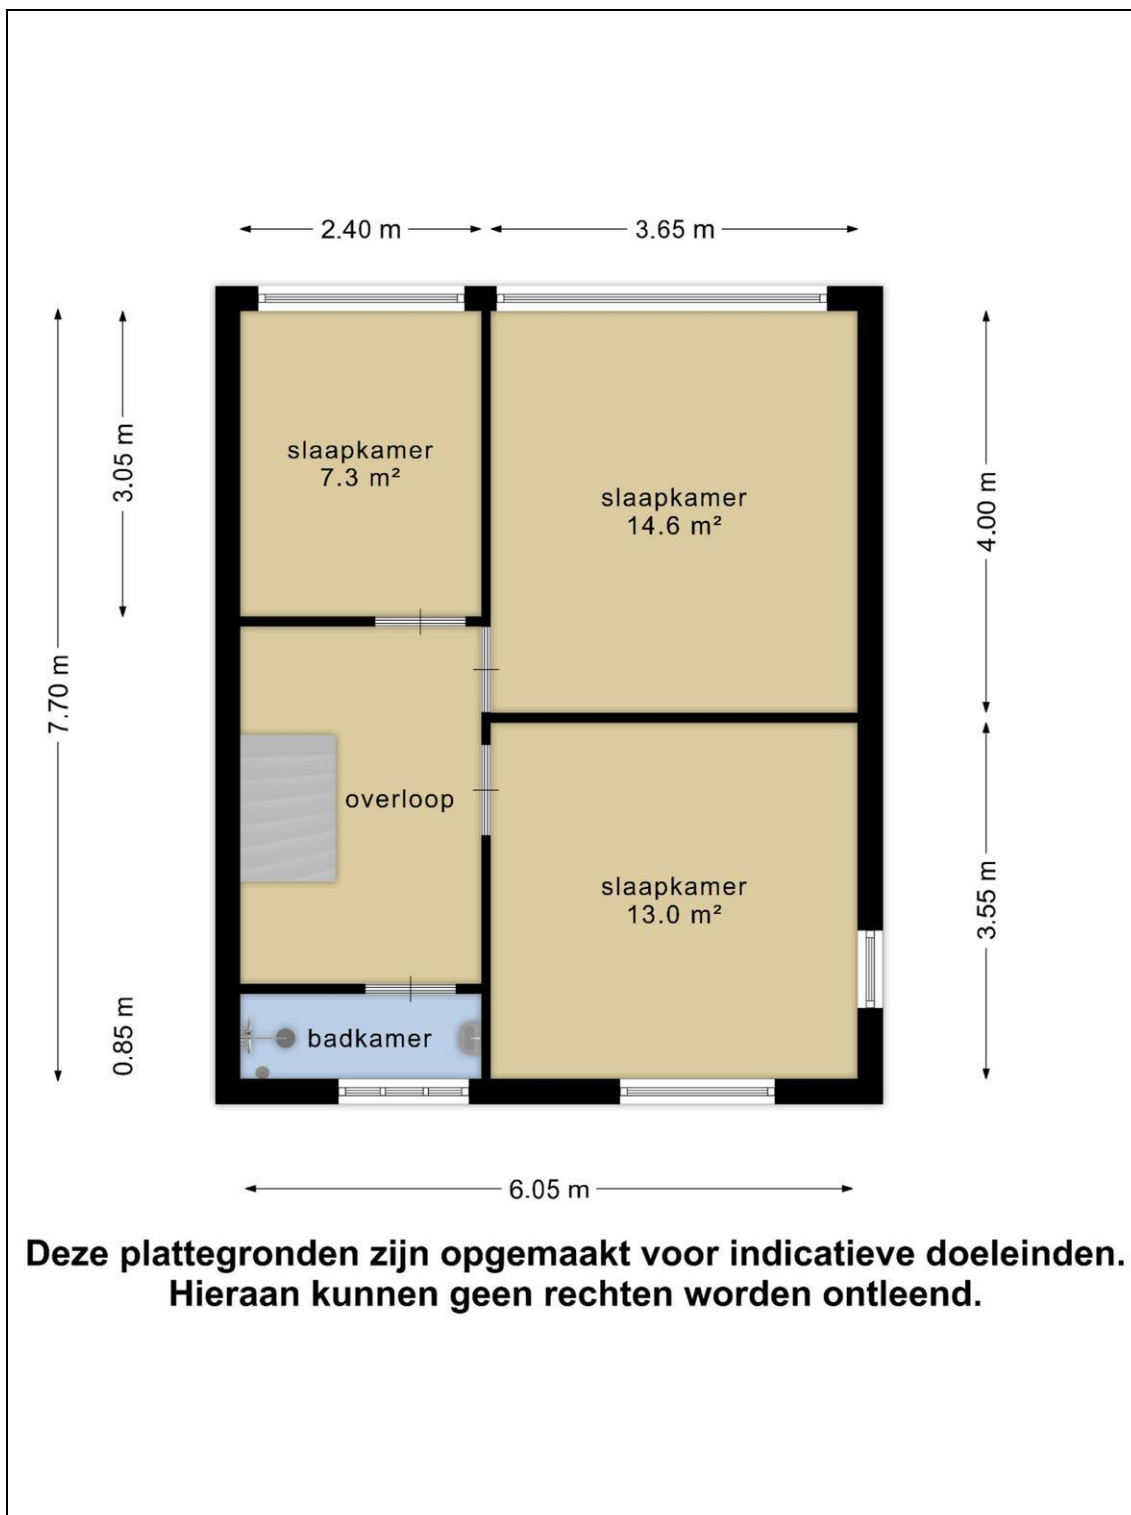 2.40 m
3.65 m
3.05 m
7.70 m
4.00 m
slaapkamer
7.3 m²
slaapkamer
14.6 m²
overloop
slaapkamer
13.0 m²
3.55 m
0.85 m
badkamer
6.05 m
Deze plattegronden zijn opgemaakt voor indicatieve doeleinden.
Hieraan kunnen geen rechten worden ontleend.